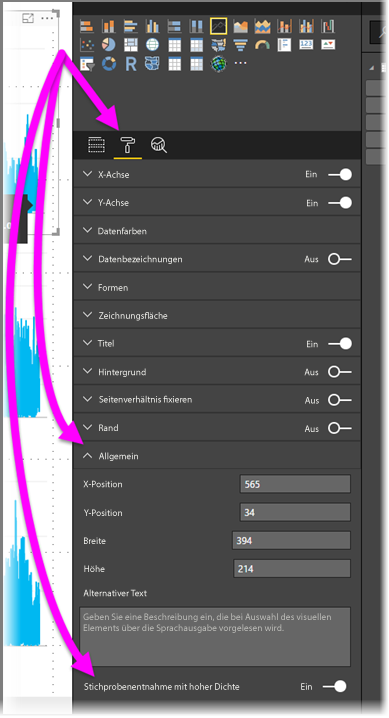 X-Achse Ein
Y-Achse Ein
Datenfarben
Datenbezeichnungen Aus
Formen
Zeichnungsfläche
Titel Ein
Hintergrund Aus
Seitenverhältnis fixieren Aus
Rand Aus
Allgemein
X-Position 565
Y-Position 34
Breite 394
Höhe 214
Alternativer Text
Geben Sie eine Beschreibung ein, die bei Auswahl des visuellen
Elements über die Sprachausgabe vorgelesen wird.
Stichprobenentnahme mit hoher Dichte Ein